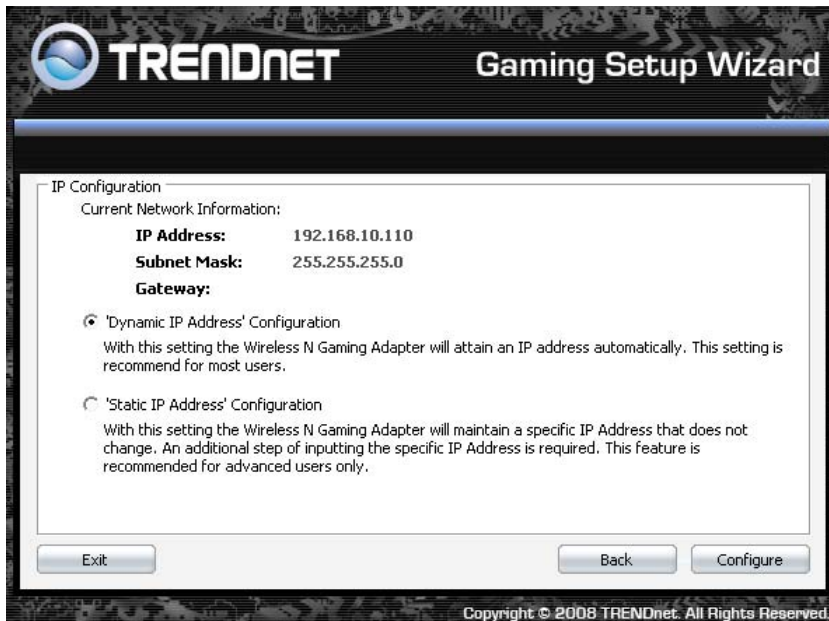 TRENDNET
Gaming Setup Wizard
IP Configuration
Current Network Information:
IP Address: 192.168.10.110
Subnet Mask: 255.255.255.0
Gateway:
'Dynamic IP Address' Configuration
With this setting the Wireless N Gaming Adapter will attain an IP address automatically. This setting is
recommend for most users.
'Static IP Address' Configuration
With this setting the Wireless N Gaming Adapter will maintain a specific IP Address that does not
change. An additional step of inputting the specific IP Address is required. This feature is
recommended for advanced users only.
Exit
Back
Configure
Copyright © 2008 TRENDnet. All Rights Reserved.